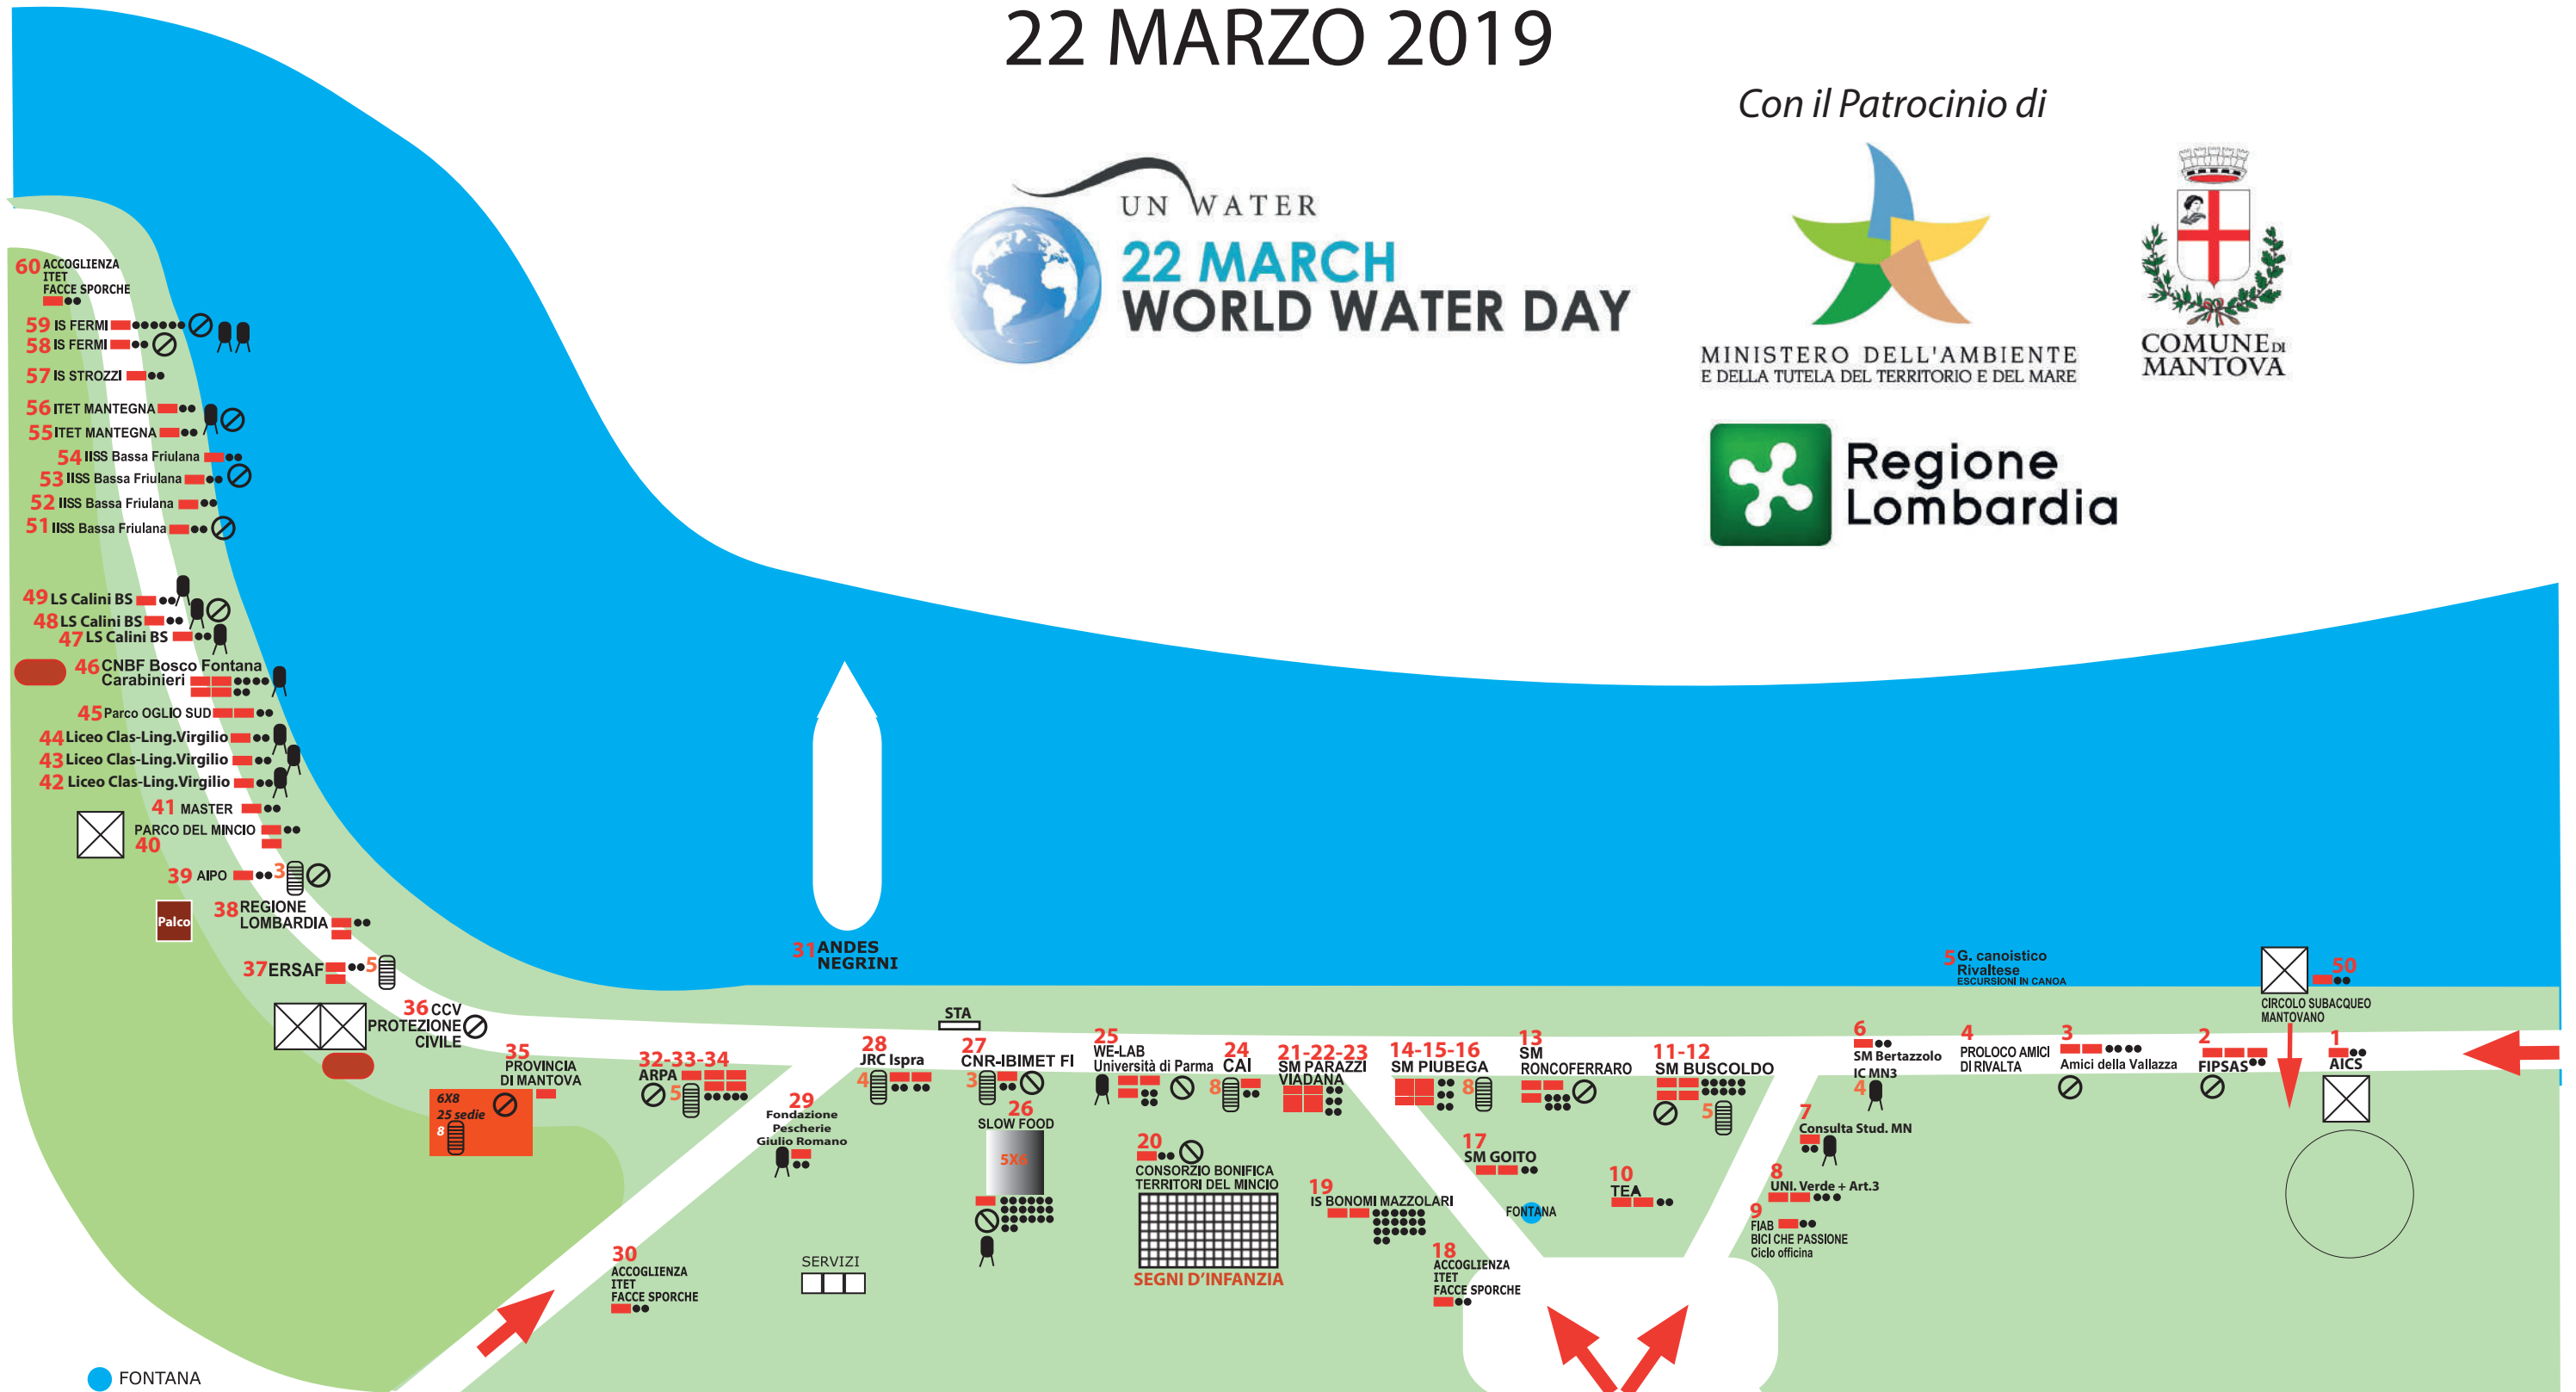 22 MARZO 2019
Con il Patrocinio di
UN WATER
22 MARCH
WORLD WATER DAY
MINISTERO DELL'AMBIENTE
E DELLA TUTELA DEL TERRITORIO E DEL MARE
COMUNE DI
MANTOVA
Regione
Lombardia
60 ACCOGLIENZA
ITET
FACCE SPORCHE
59 IS FERMI
58 IS FERMI
57 IS STROZZI
56 ITET MANTEGNA
55 ITET MANTEGNA
54 IISS Bassa Friulana
53 IISS Bassa Friulana
52 IISS Bassa Friulana
51 IISS Bassa Friulana
49 LS Calini BS
48 LS Calini BS
47 LS Calini BS
46 CNBF Bosco Fontana
Carabinieri
45 Parco OGLIO SUD
44 Liceo Clas-Ling.Virgilio
43 Liceo Clas-Ling.Virgilio
42 Liceo Clas-Ling.Virgilio
41 MASTER
PARCO DEL MINCIO
40
39 AIPO 3
Palco
38 REGIONE
LOMBARDIA
37 ERSAF 5
36 CCV
PROTEZIONE
CIVILE
35
PROVINCIA
DI MANTOVA
6X8
25 sedie
8
32-33-34
ARPA
5
31 ANDES
NEGRINI
30
ACCOGLIENZA
ITET
FACCE SPORCHE
29
Fondazione
Pescherie
Giulio Romano
SERVIZI
28
JRC Ispra
4
STA
27
CNR-IBIMET FI
3
26
SLOW FOOD
5X6
25
WE-LAB
Università di Parma
24
CAI
8
20
CONSORZIO BONIFICA
TERRITORI DEL MINCIO
SEGNI D'INFANZIA
21-22-23
SM PARAZZI
VIADANA
19
IS BONOMI MAZZOLARI
14-15-16
SM PIUBEGA
8
17
SM GOITO
FONTANA
18
ACCOGLIENZA
ITET
FACCE SPORCHE
13
SM
RONCOFERRARO
11-12
SM BUSCOLDO
5
10
TEA
6
SM Bertazzolo
IC MN3
4
7
Consulta Stud. MN
8
UNI. Verde + Art.3
9
FIAB
BICI CHE PASSIONE
Ciclo officina
5 G. canoistico
Rivaltese
ESCURSIONI IN CANOA
4
PROLOCO AMICI
DI RIVALTA
3
Amici della Vallazza
2
FIPSAS
50
CIRCOLO SUBACQUEO
MANTOVANO
1
AICS
FONTANA